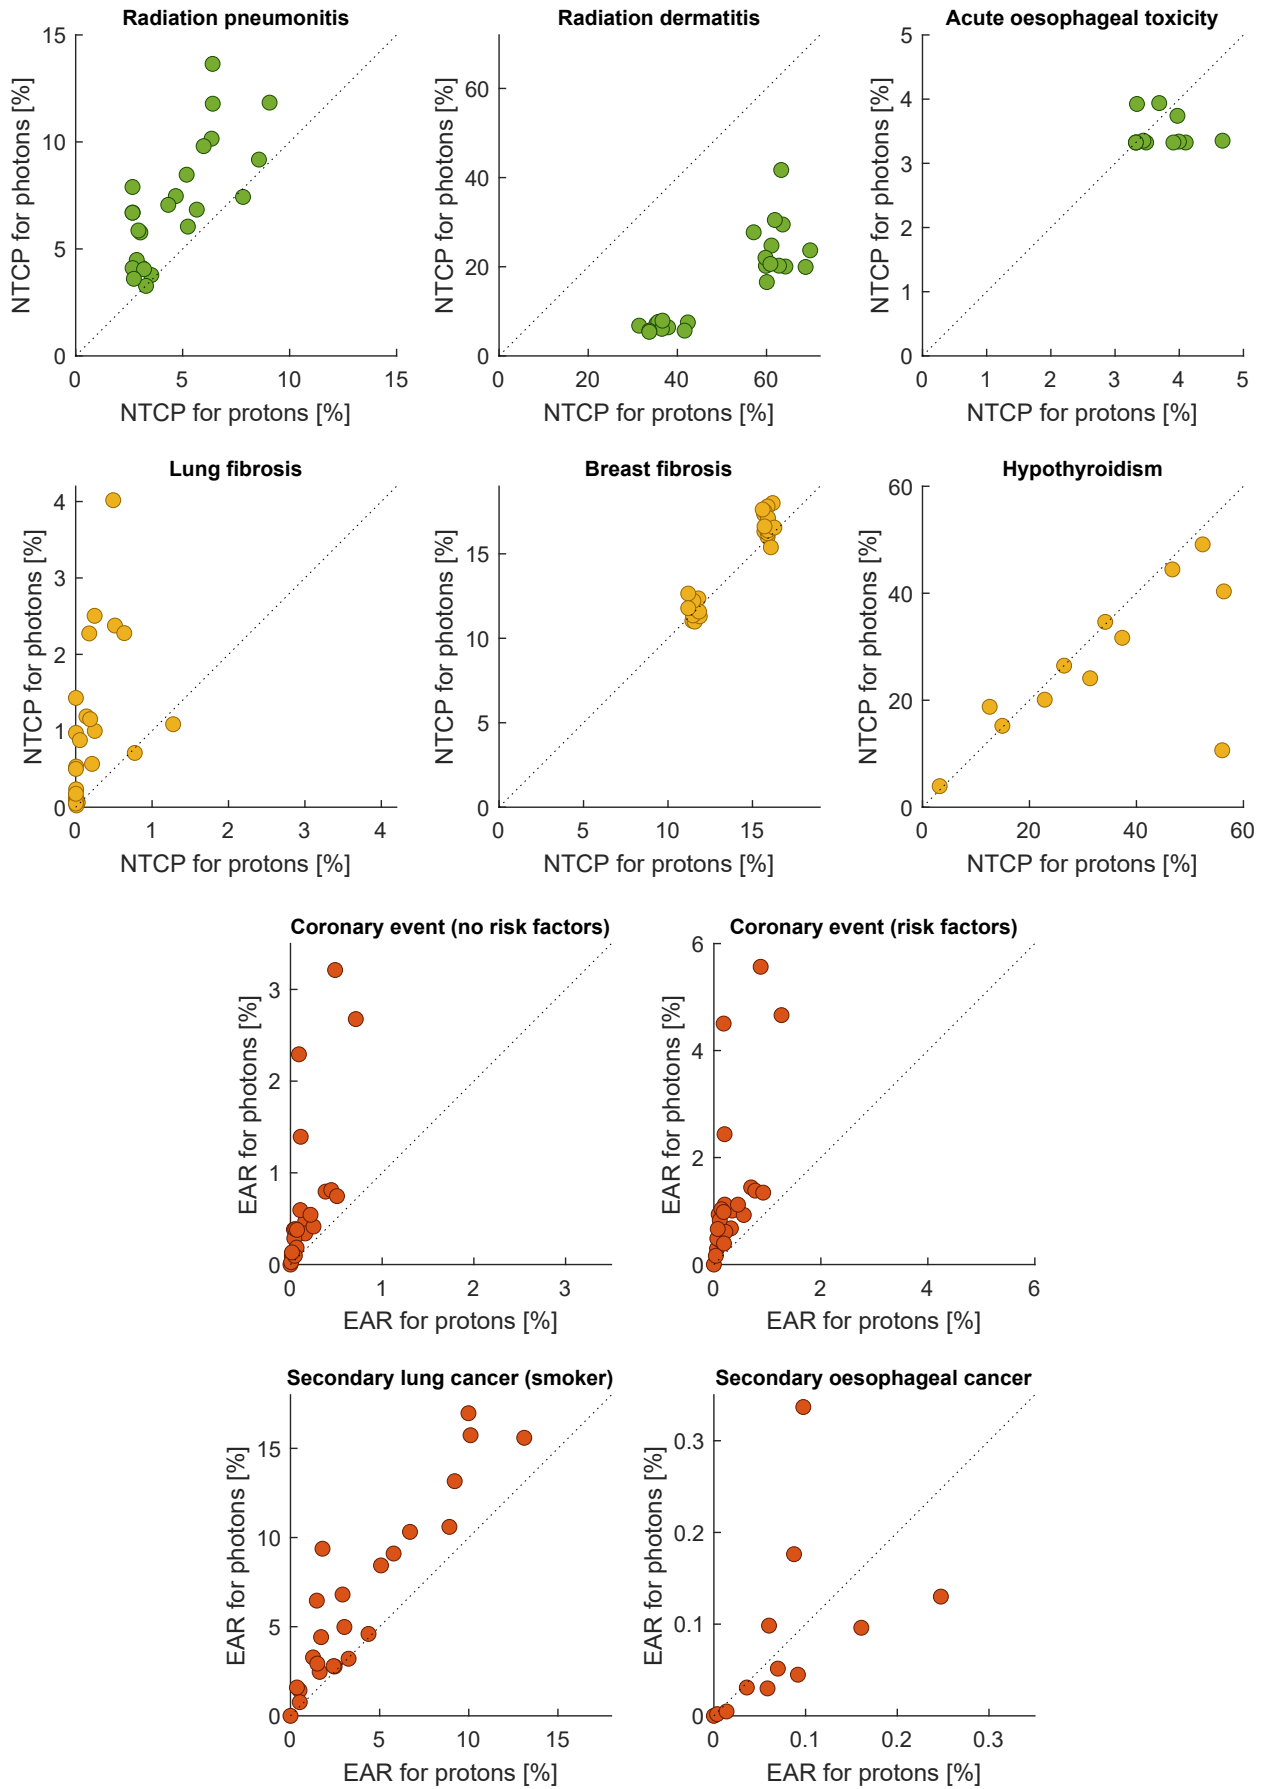 Radiation pneumonitis
15
10
5
0
0 5 10 15
NTCP for photons [%]
NTCP for protons [%]
Radiation dermatitis
60
40
20
0
0 20 40 60
NTCP for photons [%]
NTCP for protons [%]
Acute oesophageal toxicity
5
4
3
2
1
0
0 1 2 3 4 5
NTCP for photons [%]
NTCP for protons [%]
Lung fibrosis
4
3
2
1
0
0 1 2 3 4
NTCP for photons [%]
NTCP for protons [%]
Breast fibrosis
15
10
5
0
0 5 10 15
NTCP for photons [%]
NTCP for protons [%]
Hypothyroidism
60
40
20
0
0 20 40 60
NTCP for photons [%]
NTCP for protons [%]
Coronary event (no risk factors)
3
2
1
0
0 1 2 3
EAR for photons [%]
EAR for protons [%]
Coronary event (risk factors)
6
4
2
0
0 2 4 6
EAR for photons [%]
EAR for protons [%]
Secondary lung cancer (smoker)
15
10
5
0
0 5 10 15
EAR for photons [%]
EAR for protons [%]
Secondary oesophageal cancer
0.3
0.2
0.1
0
0 0.1 0.2 0.3
EAR for photons [%]
EAR for protons [%]